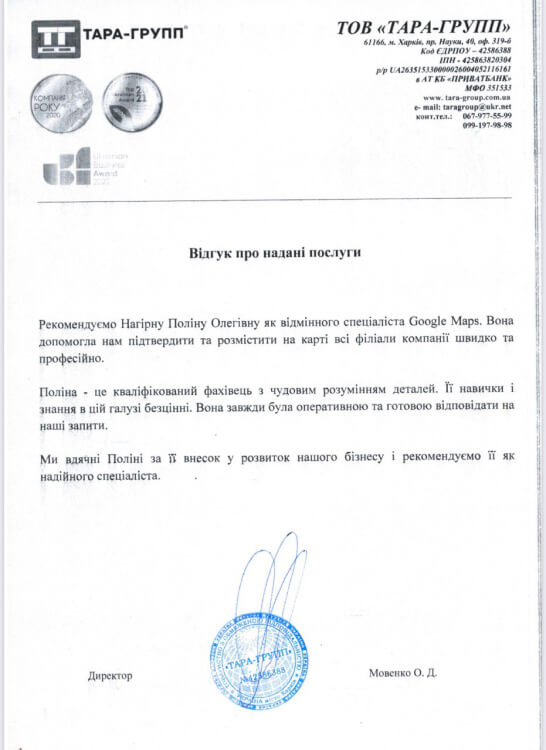 ТТ ТАРА-ГРУПП®
ТОВ «ТАРА-ГРУПП»
61166, м. Харків, пр. Науки, 40, оф. 319-б
Код ЄДРПОУ – 42586388
ІПН - 425863820304
р/р UA263515330000026004052116161
в АТ КБ «ПРИВАТБАНК»
МФО 351533
www. tara-group.com.ua
e- mail: taragroup@ukr.net
конт.тел.: 067-977-55-99
099-197-98-98
КОМПАНІЯ
РОКУ
2020
Award
21
Ukrainian
Business
Award
Відгук про надані послуги
Рекомендуємо Нагірну Поліну Олегівну як відмінного спеціаліста Google Maps. Вона
допомогла нам підтвердити та розмістити на карті всі філіали компанії швидко та
професійно.
Поліна - це кваліфікований фахівець з чудовим розумінням деталей. Її навички і
знання в цій галузі безцінні. Вона завжди була оперативною та готовою відповідати на
наші запити.
Ми вдячні Поліні за її внесок у розвиток нашого бізнесу і рекомендуємо її як
надійного спеціаліста.
«ТАРА-ГРУПП»
№42586388
Директор
Мовенко О. Д.